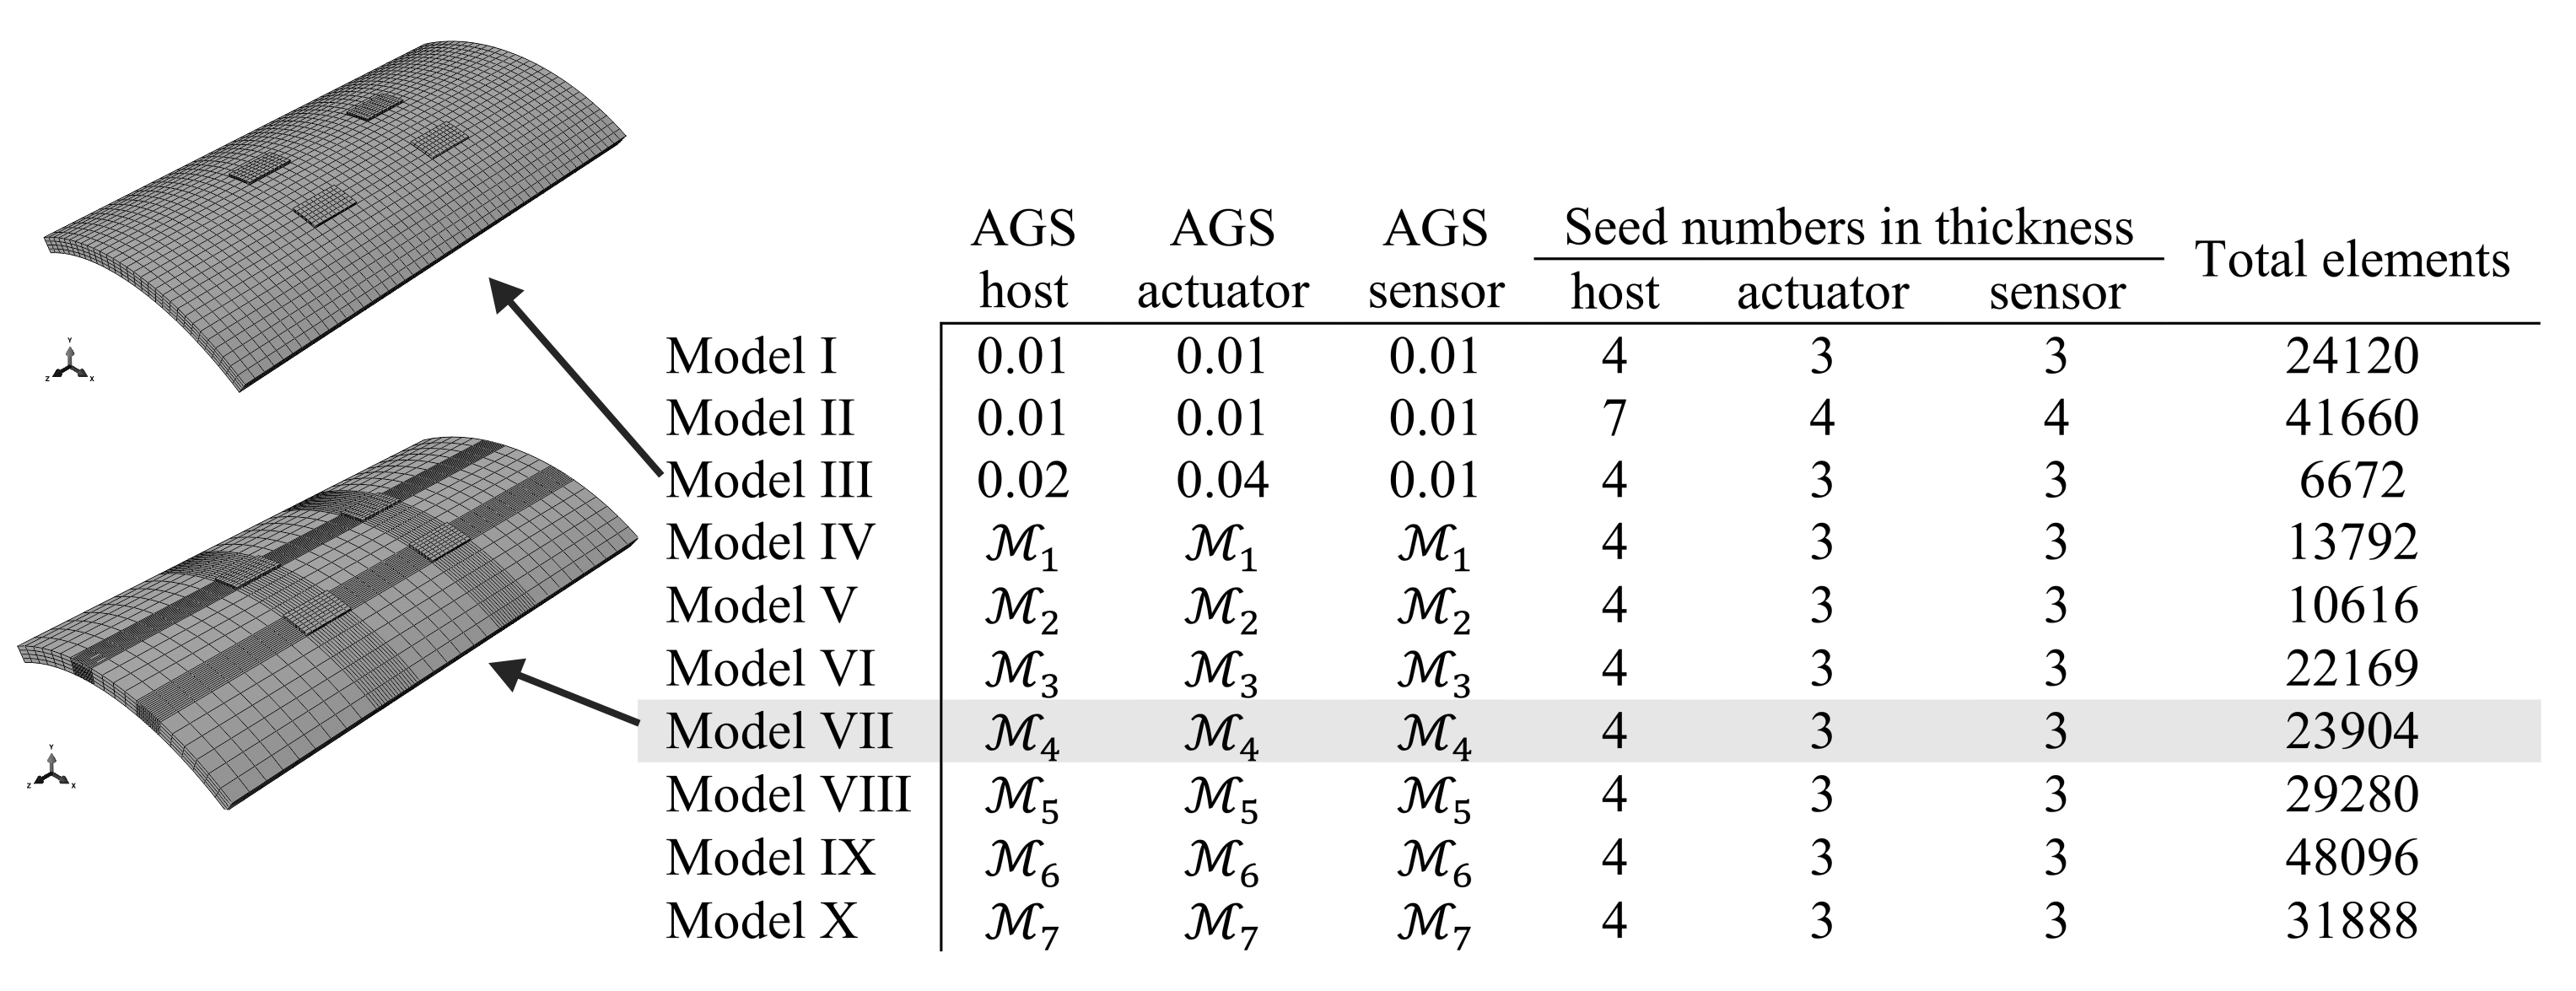 AGS host AGS actuator AGS sensor Seed numbers in thickness Total elements
host actuator sensor
Model I 0.01 0.01 0.01 4 3 3 24120
Model II 0.01 0.01 0.01 7 4 4 41660
Model III 0.02 0.04 0.01 4 3 3 6672
Model IV ℳ₁ ℳ₁ ℳ₁ 4 3 3 13792
Model V ℳ₂ ℳ₂ ℳ₂ 4 3 3 10616
Model VI ℳ₃ ℳ₃ ℳ₃ 4 3 3 22169
Model VII ℳ₄ ℳ₄ ℳ₄ 4 3 3 23904
Model VIII ℳ₅ ℳ₅ ℳ₅ 4 3 3 29280
Model IX ℳ₆ ℳ₆ ℳ₆ 4 3 3 48096
Model X ℳ₇ ℳ₇ ℳ₇ 4 3 3 31888
Y
Z X
Y
Z X